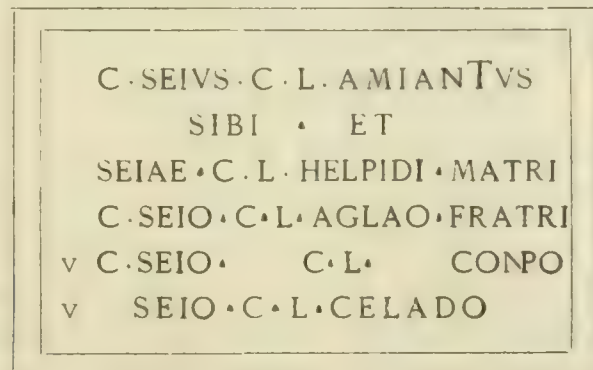 C · SEIVS · C · L · AMIANTVS
SIBI · ET
SEIAE · C · L · HELPIDI · MATRI
C · SEIO · C · L · AGLAO · FRATRI
V C · SEIO · C · L · CONPO
V SEIO · C · L · CELADO